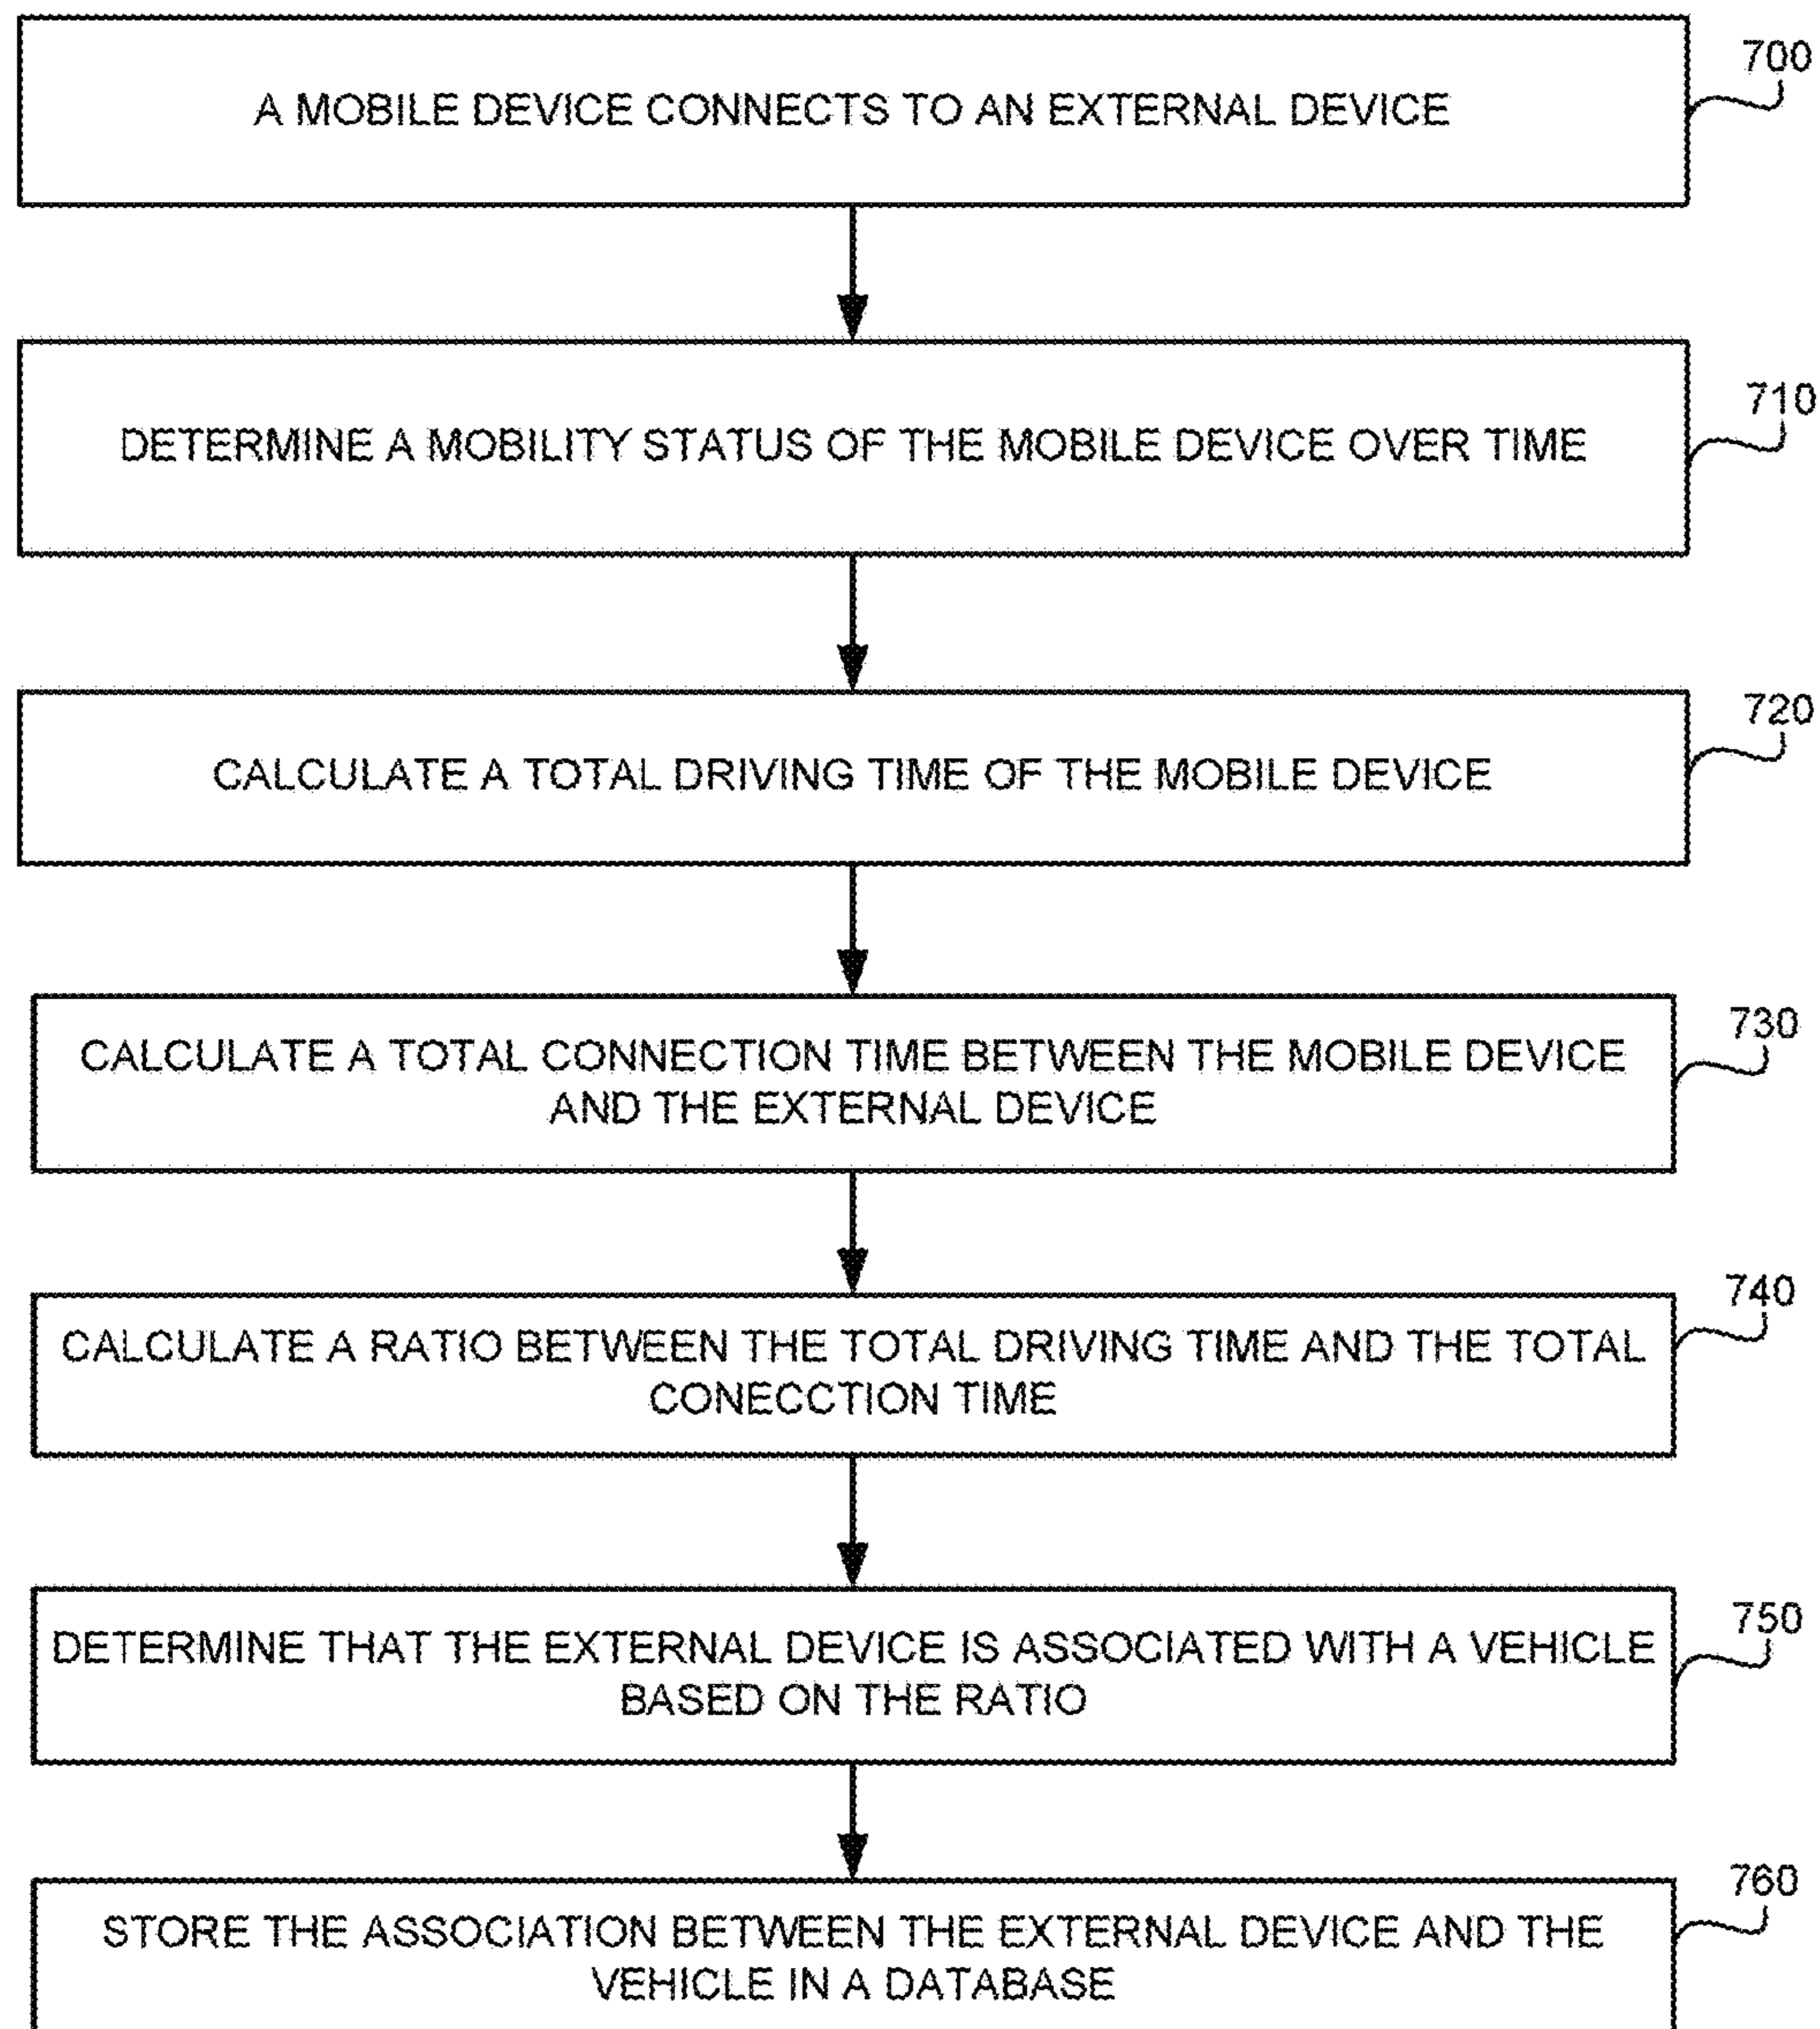 700
A MOBILE DEVICE CONNECTS TO AN EXTERNAL DEVICE
710
DETERMINE A MOBILITY STATUS OF THE MOBILE DEVICE OVER TIME
720
CALCULATE A TOTAL DRIVING TIME OF THE MOBILE DEVICE
730
CALCULATE A TOTAL CONNECTION TIME BETWEEN THE MOBILE DEVICE
AND THE EXTERNAL DEVICE
740
CALCULATE A RATIO BETWEEN THE TOTAL DRIVING TIME AND THE TOTAL
CONECCTION TIME
750
DETERMINE THAT THE EXTERNAL DEVICE IS ASSOCIATED WITH A VEHICLE
BASED ON THE RATIO
760
STORE THE ASSOCIATION BETWEEN THE EXTERNAL DEVICE AND THE
VEHICLE IN A DATABASE